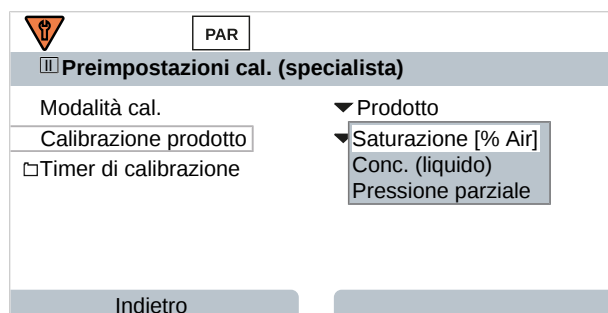 PAR
II Preimpostazioni cal. (specialista)
Modalità cal. Prodotto
Calibrazione prodotto Saturazione [% Air]
Timer di calibrazione Conc. (liquido)
Pressione parziale
Indietro